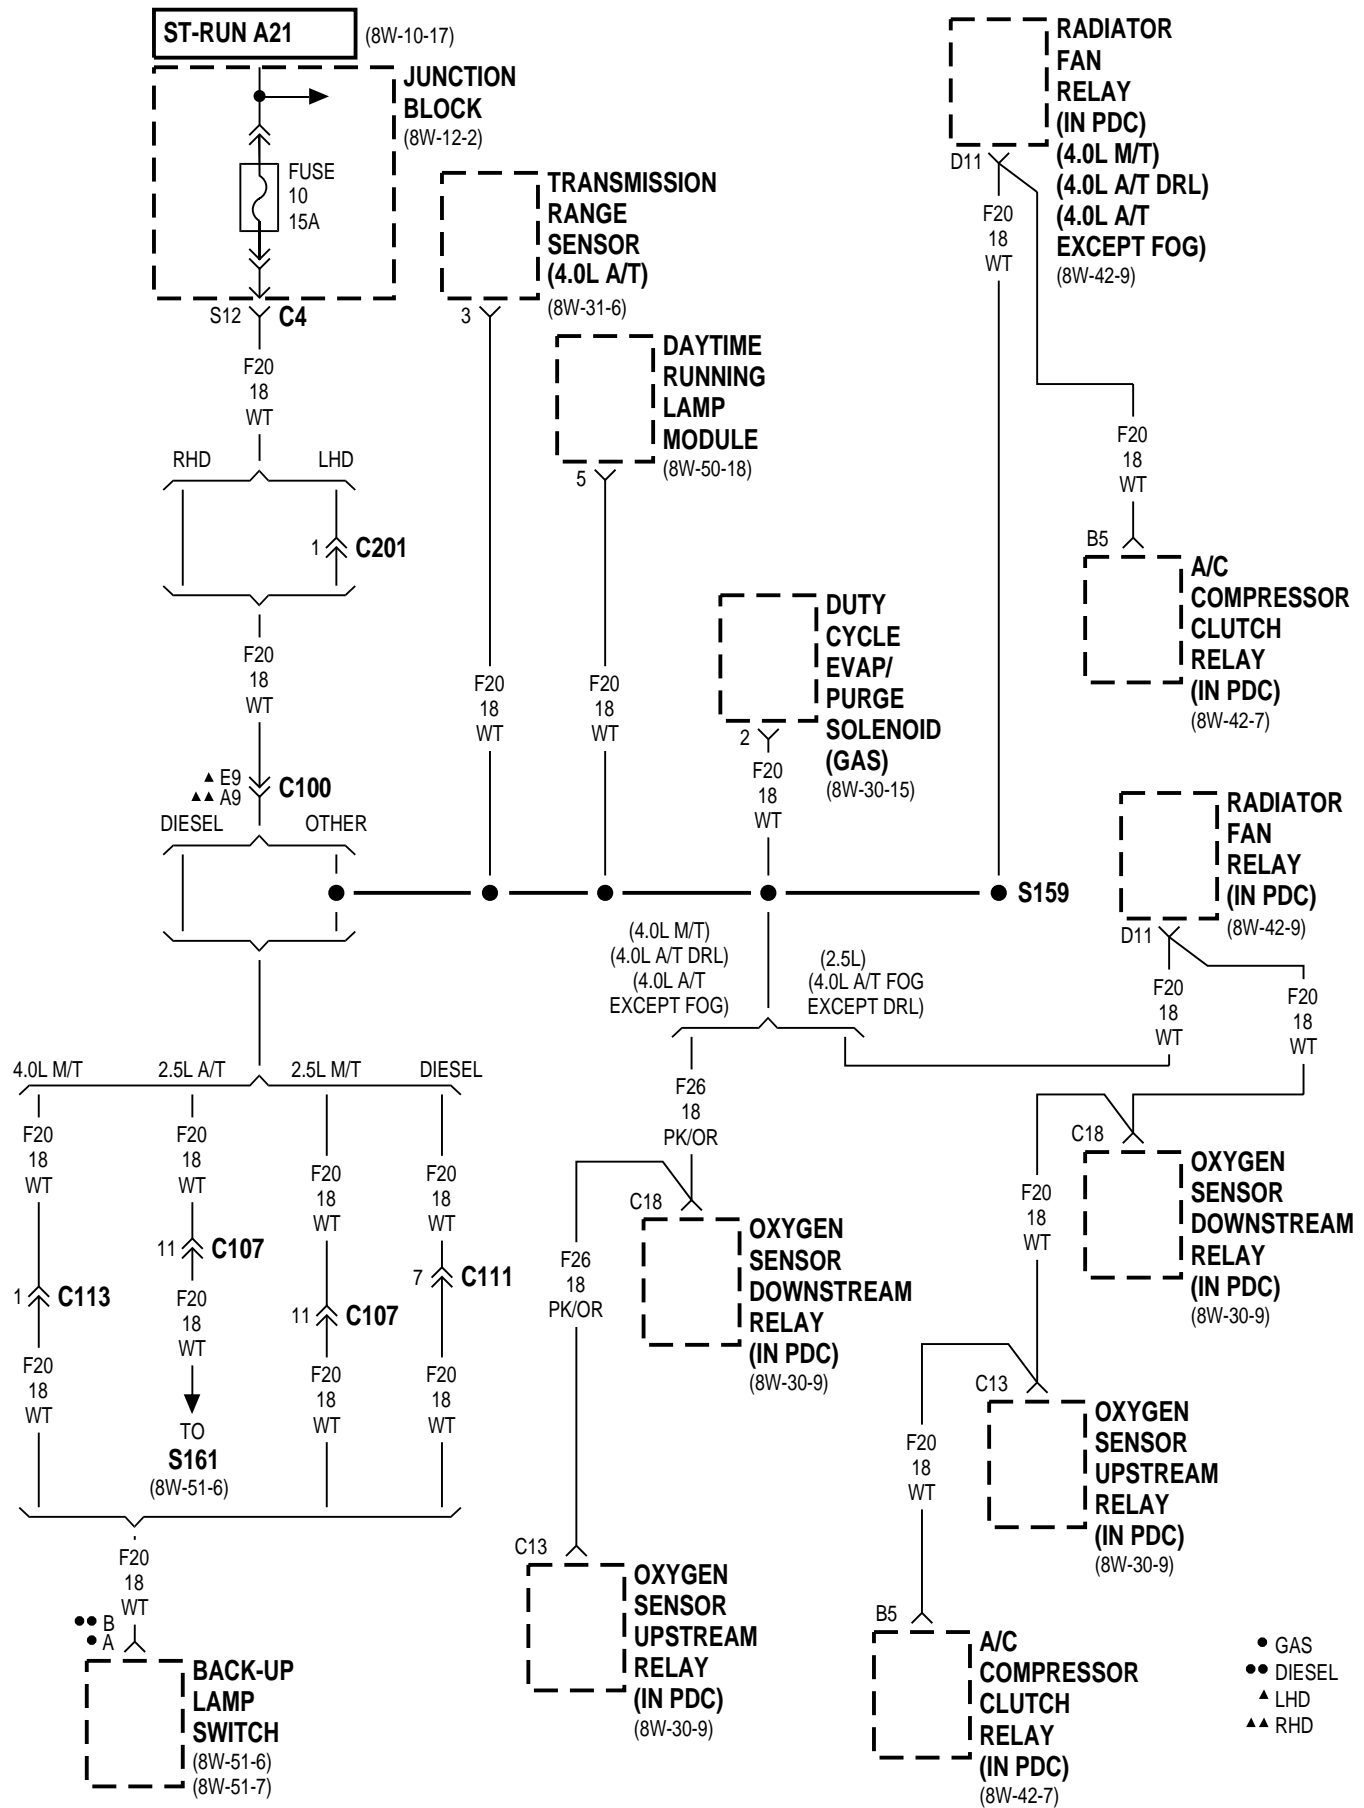 ST-RUN A21
(8W-10-17)
JUNCTION
BLOCK
(8W-12-2)
FUSE
10
15A
S12
C4
F20
18
WT
RHD
LHD
1
C201
F20
18
WT
▲ E9
▲▲ A9
C100
DIESEL
OTHER
TRANSMISSION
RANGE
SENSOR
(4.0L A/T)
(8W-31-6)
3
F20
18
WT
DAYTIME
RUNNING
LAMP
MODULE
(8W-50-18)
5
F20
18
WT
DUTY
CYCLE
EVAP/
PURGE
SOLENOID
(GAS)
(8W-30-15)
2
F20
18
WT
RADIATOR
FAN
RELAY
(IN PDC)
(4.0L M/T)
(4.0L A/T DRL)
(4.0L A/T
EXCEPT FOG)
(8W-42-9)
D11
F20
18
WT
F20
18
WT
B5
A/C
COMPRESSOR
CLUTCH
RELAY
(IN PDC)
(8W-42-7)
S159
RADIATOR
FAN
RELAY
(IN PDC)
(8W-42-9)
D11
F20
18
WT
F20
18
WT
(4.0L M/T)
(4.0L A/T DRL)
(4.0L A/T
EXCEPT FOG)
(2.5L)
(4.0L A/T FOG
EXCEPT DRL)
4.0L M/T
2.5L A/T
2.5L M/T
DIESEL
F20
18
WT
1
C113
F20
18
WT
F20
18
WT
11
C107
F20
18
WT
TO
S161
(8W-51-6)
F20
18
WT
11
C107
F20
18
WT
F20
18
WT
7
C111
F20
18
WT
F20
18
WT
●● B
● A
BACK-UP
LAMP
SWITCH
(8W-51-6)
(8W-51-7)
F26
18
PK/OR
C18
OXYGEN
SENSOR
DOWNSTREAM
RELAY
(IN PDC)
(8W-30-9)
F26
18
PK/OR
C13
OXYGEN
SENSOR
UPSTREAM
RELAY
(IN PDC)
(8W-30-9)
C18
OXYGEN
SENSOR
DOWNSTREAM
RELAY
(IN PDC)
(8W-30-9)
F20
18
WT
C13
OXYGEN
SENSOR
UPSTREAM
RELAY
(IN PDC)
(8W-30-9)
F20
18
WT
B5
A/C
COMPRESSOR
CLUTCH
RELAY
(IN PDC)
(8W-42-7)
● GAS
●● DIESEL
▲ LHD
▲▲ RHD